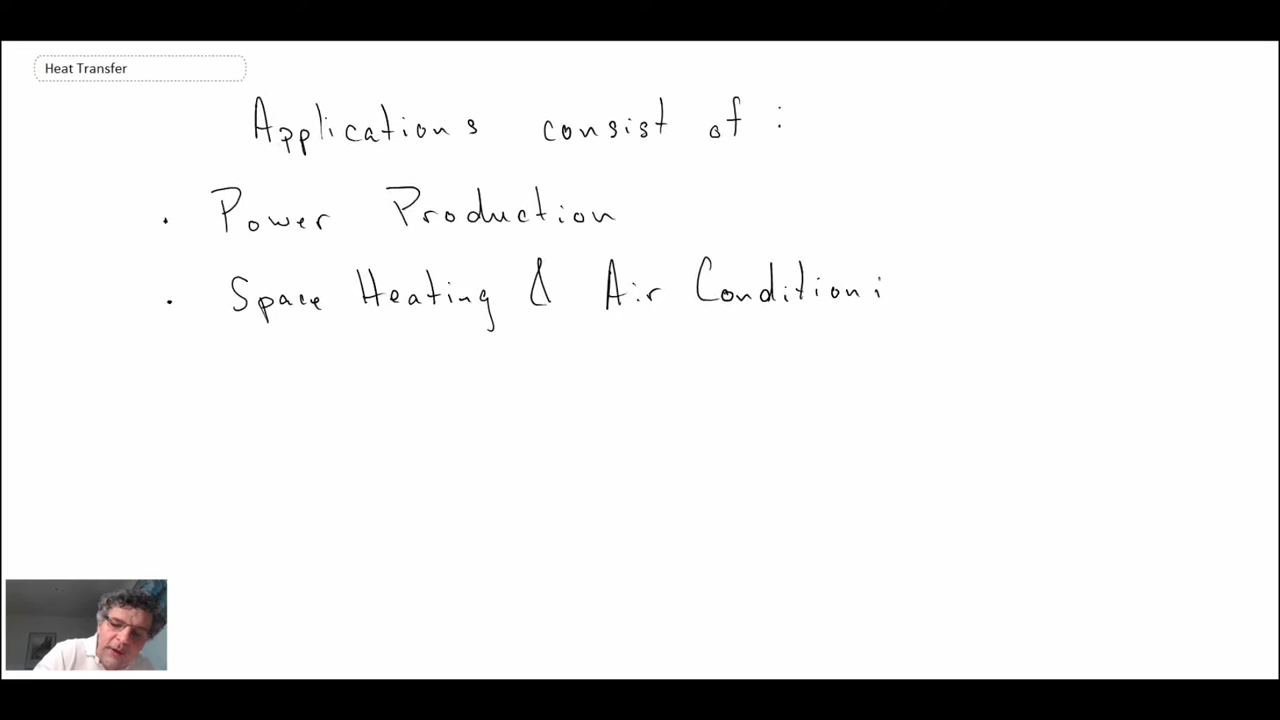 Heat Transfer
Applications consist of :
· Power Production
· Space Heating & Air Conditioni